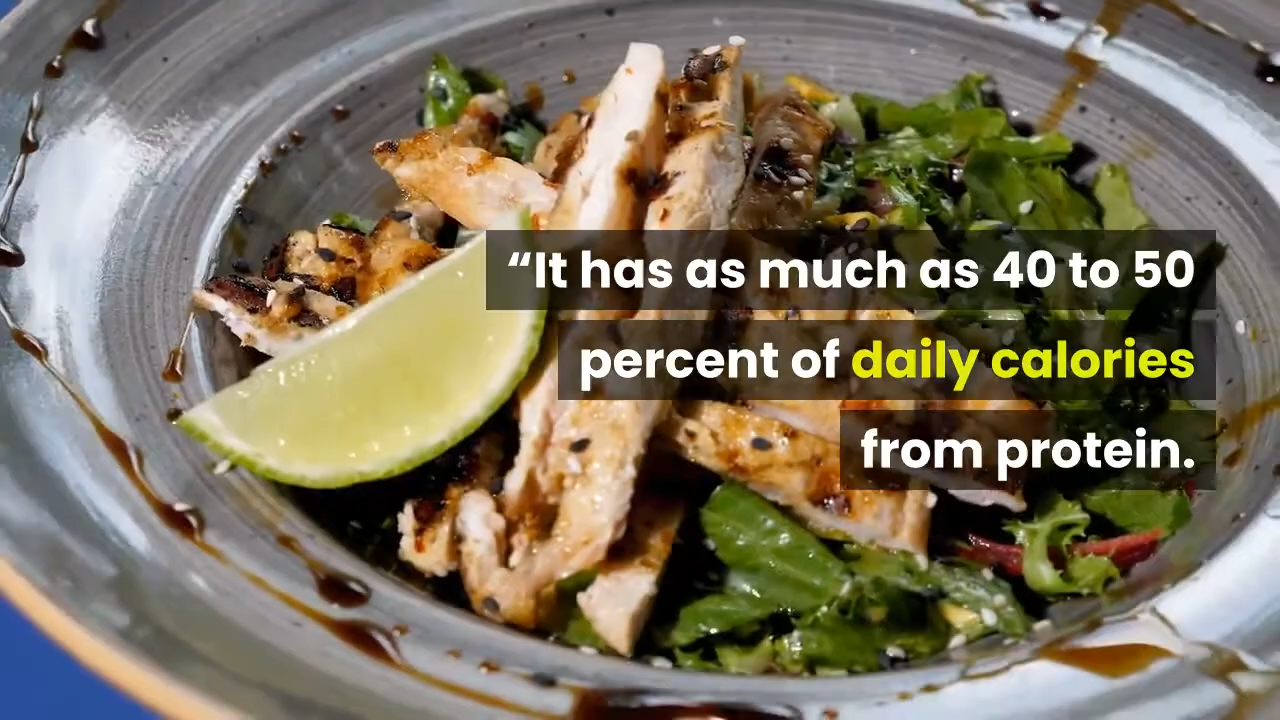 “It has as much as 40 to 50
percent of daily calories
from protein.